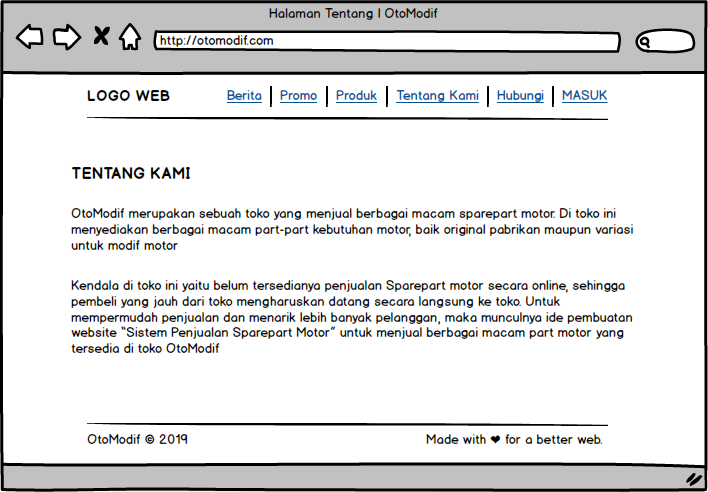 Halaman Tentang | OtoModif
http://otomodif.com
LOGO WEB Berita Promo Produk Tentang Kami Hubungi MASUK
TENTANG KAMI
OtoModif merupakan sebuah toko yang menjual berbagai macam sparepart motor. Di toko ini
menyediakan berbagai macam part-part kebutuhan motor, baik original pabrikan maupun variasi
untuk modif motor
Kendala di toko ini yaitu belum tersedianya penjualan Sparepart motor secara online, sehingga
pembeli yang jauh dari toko mengharuskan datang secara langsung ke toko. Untuk
mempermudah penjualan dan menarik lebih banyak pelanggan, maka munculnya ide pembuatan
website "Sistem Penjualan Sparepart Motor" untuk menjual berbagai macam part motor yang
tersedia di toko OtoModif
OtoModif © 2019 Made with ❤ for a better web.